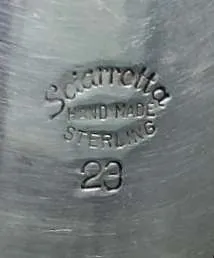 Sciarrotta
HAND MADE
STERLING
23